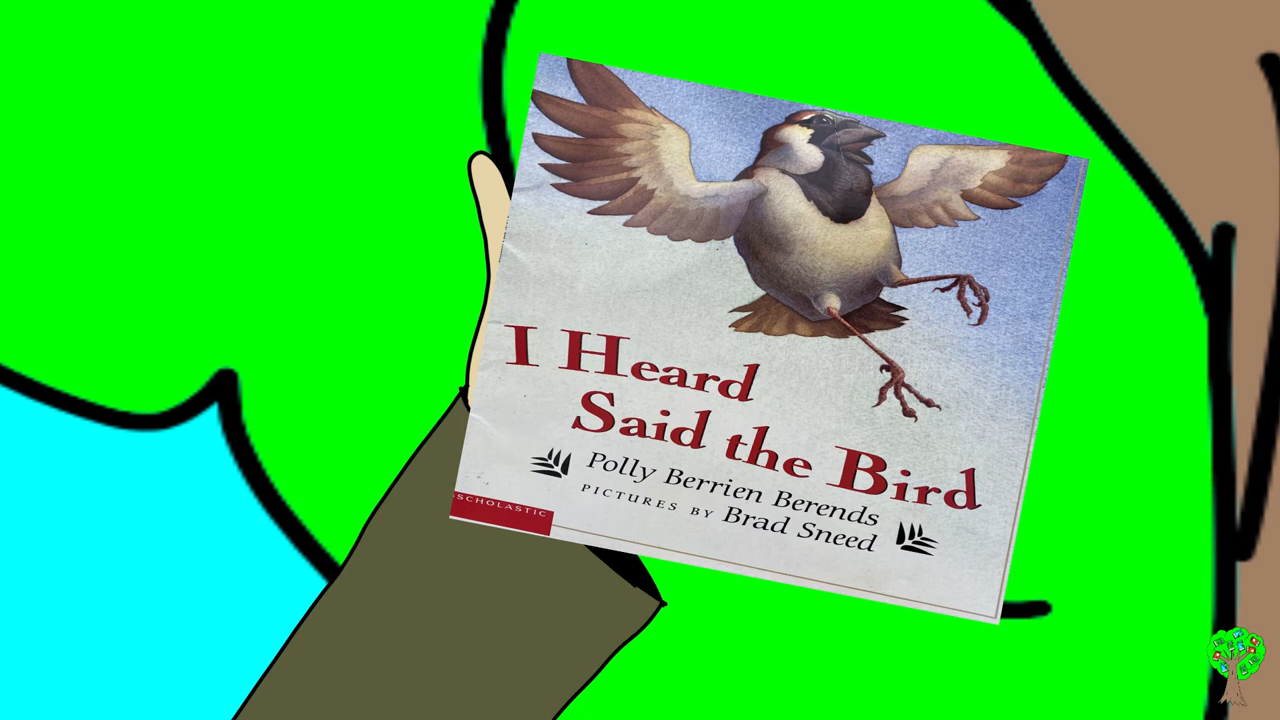 I Heard
Said the Bird
Polly Berrien Berends
PICTURES BY Brad Sneed
SCHOLASTIC